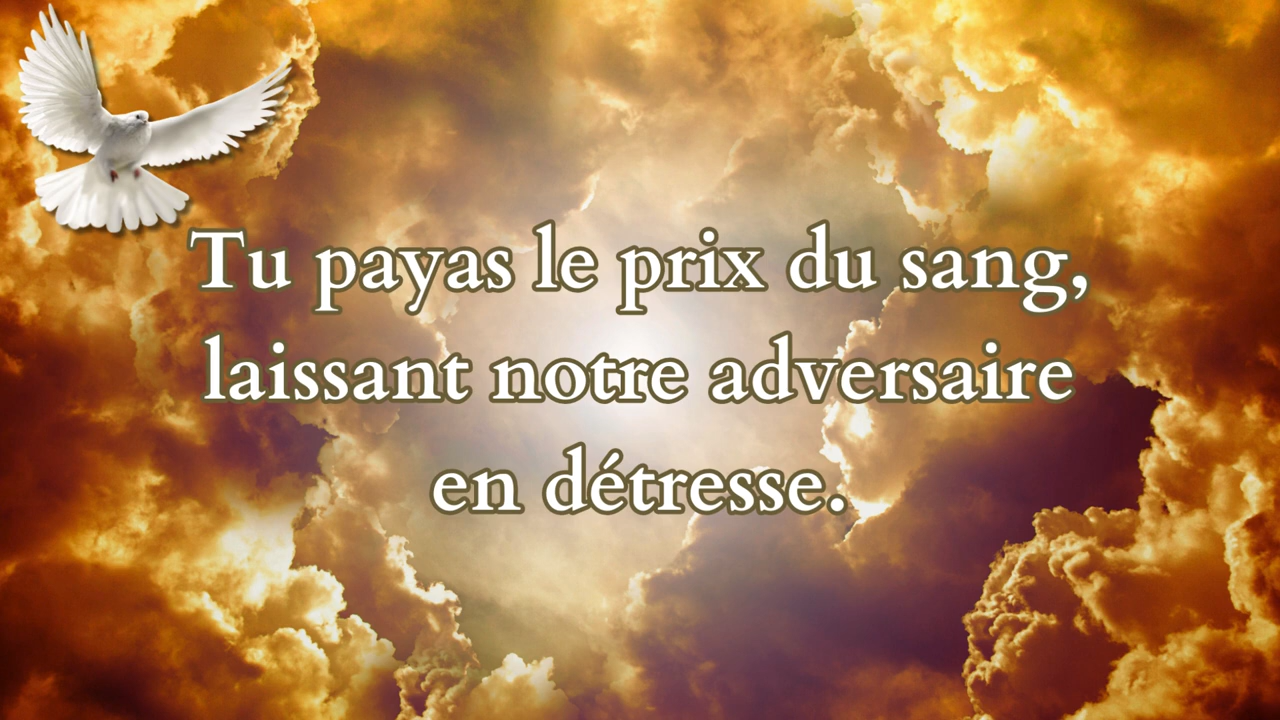 Tu payas le prix du sang,
laissant notre adversaire
en détresse.